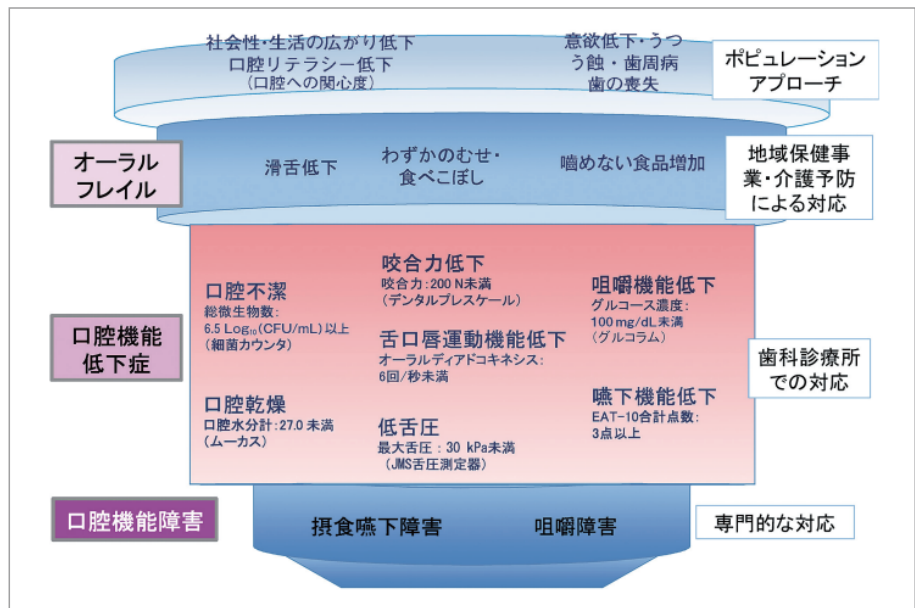 社会性・生活の広がり低下
口腔リテラシー低下
(口腔への関心度)
意欲低下・うつ
う蝕・歯周病
歯の喪失
ポピュレーション
アプローチ
オーラル
フレイル
滑舌低下
わずかのむせ・
食べこぼし
噛めない食品増加
地域保健事
業・介護予防
による対応
口腔機能
低下症
口腔不潔
総微生物数:
6.5 Log₁₀(CFU/mL)以上
(細菌カウンタ)
口腔乾燥
口腔水分計:27.0 未満
(ムーカス)
咬合力低下
咬合力:200 N未満
(デンタルプレスケール)
舌口唇運動機能低下
オーラルディアドコキネシス:
6回/秒未満
低舌圧
最大舌圧:30 kPa未満
(JMS舌圧測定器)
咀嚼機能低下
グルコース濃度:
100 mg/dL未満
(グルコラム)
嚥下機能低下
EAT-10合計点数:
3点以上
歯科診療所
での対応
口腔機能障害
摂食嚥下障害
咀嚼障害
専門的な対応